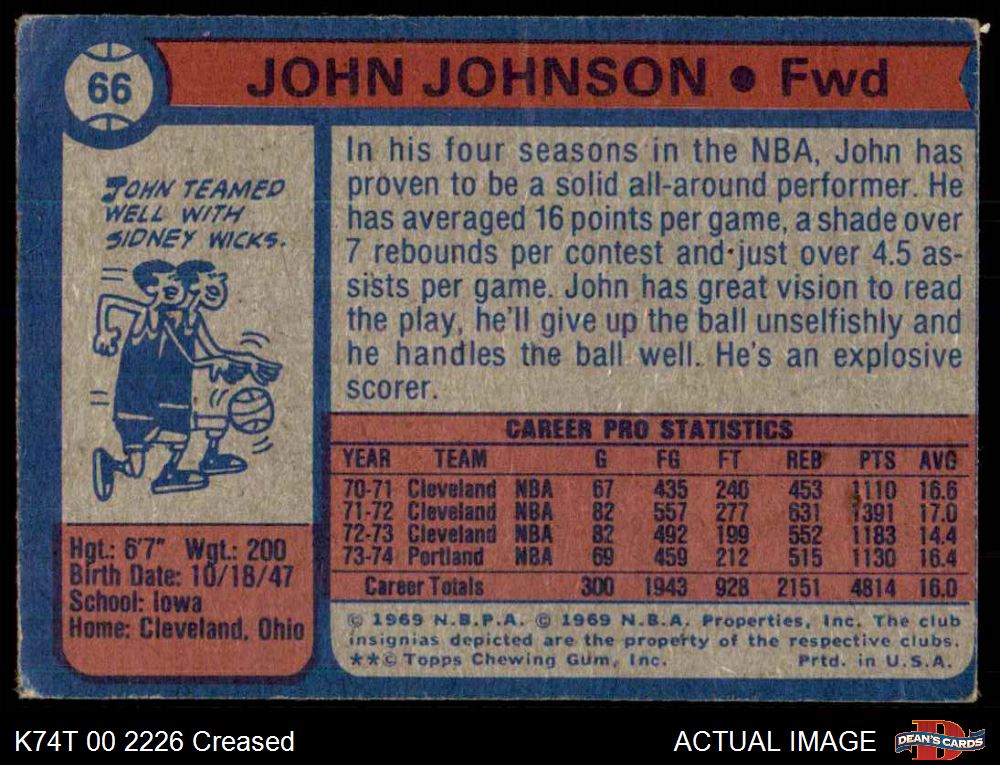 66
JOHN JOHNSON • Fwd
JOHN TEAMED
WELL WITH
SIDNEY WICKS.
In his four seasons in the NBA, John has
proven to be a solid all-around performer. He
has averaged 16 points per game, a shade over
7 rebounds per contest and just over 4.5 as-
sists per game. John has great vision to read
the play, he'll give up the ball unselfishly and
he handles the ball well. He's an explosive
scorer.
CAREER PRO STATISTICS
YEAR TEAM G FG FT REB PTS AVG
70-71 Cleveland NBA 67 435 240 453 1110 16.6
71-72 Cleveland NBA 82 557 277 631 1391 17.0
72-73 Cleveland NBA 82 492 199 552 1183 14.4
73-74 Portland NBA 69 459 212 515 1130 16.4
Career Totals 300 1943 928 2151 4814 16.0
Hgt.: 6'7" Wgt.: 200
Birth Date: 10/18/47
School: Iowa
Home: Cleveland, Ohio
© 1969 N.B.P.A. © 1969 N.B.A. Properties, Inc. The club
insignias depicted are the property of the respective clubs.
**© Topps Chewing Gum, Inc. Prtd. in U.S.A.
K74T 00 2226 Creased
ACTUAL IMAGE
D
DEAN'S CARDS